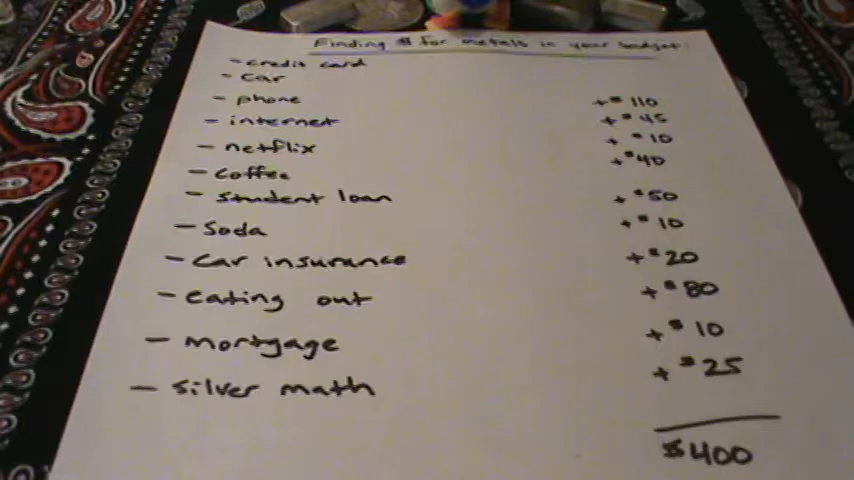 Finding $ for metals in your budget:
- credit card
- car
- phone + $110
- internet + $45
- netflix + $10
- coffee + $40
- student loan + $50
- soda + $10
- car insurance + $20
- eating out + $80
- mortgage + $10
- silver math + $25
$400